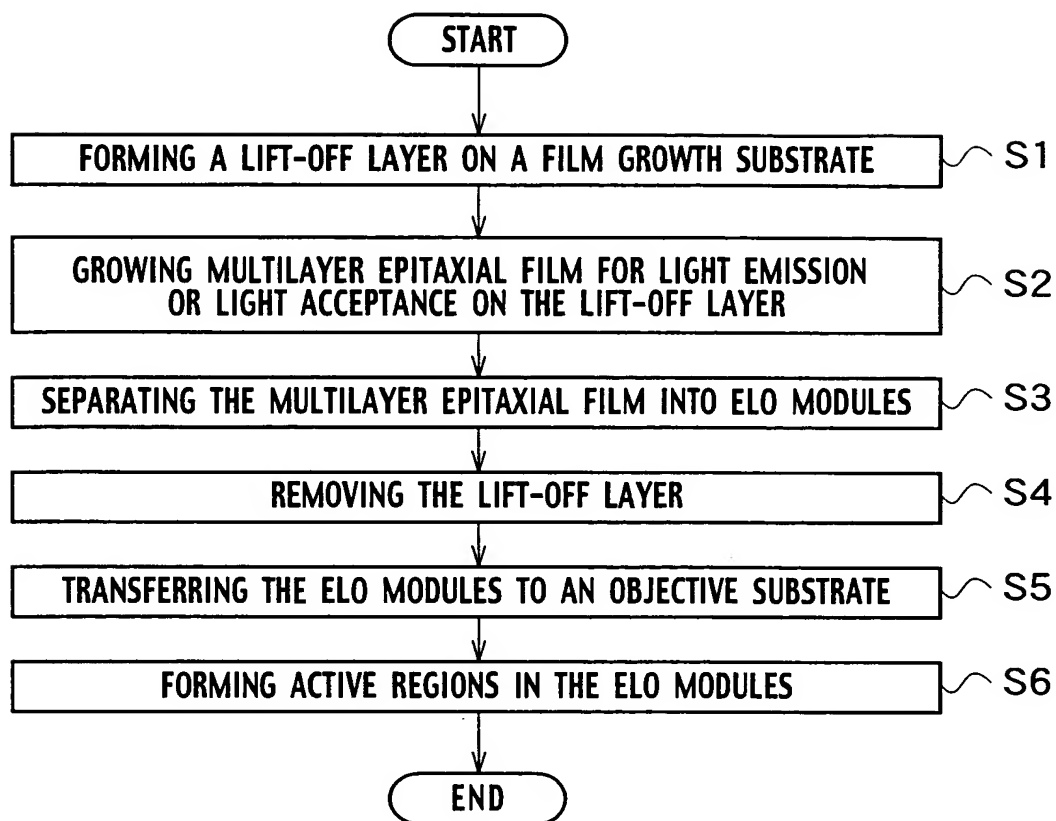 START
FORMING A LIFT-OFF LAYER ON A FILM GROWTH SUBSTRATE
S1
GROWING MULTILAYER EPITAXIAL FILM FOR LIGHT EMISSION
OR LIGHT ACCEPTANCE ON THE LIFT-OFF LAYER
S2
SEPARATING THE MULTILAYER EPITAXIAL FILM INTO ELO MODULES
S3
REMOVING THE LIFT-OFF LAYER
S4
TRANSFERRING THE ELO MODULES TO AN OBJECTIVE SUBSTRATE
S5
FORMING ACTIVE REGIONS IN THE ELO MODULES
S6
END